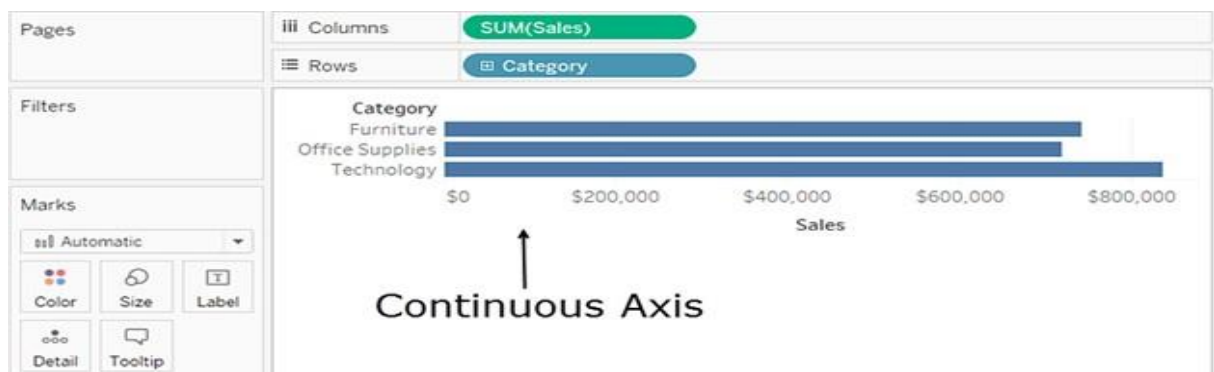 Pages
Columns
SUM(Sales)
Rows
Category
Filters
Category
Furniture
Office Supplies
Technology
$0 $200,000 $400,000 $600,000 $800,000
Sales
Marks
Automatic
Color Size Label
Detail Tooltip
Continuous Axis